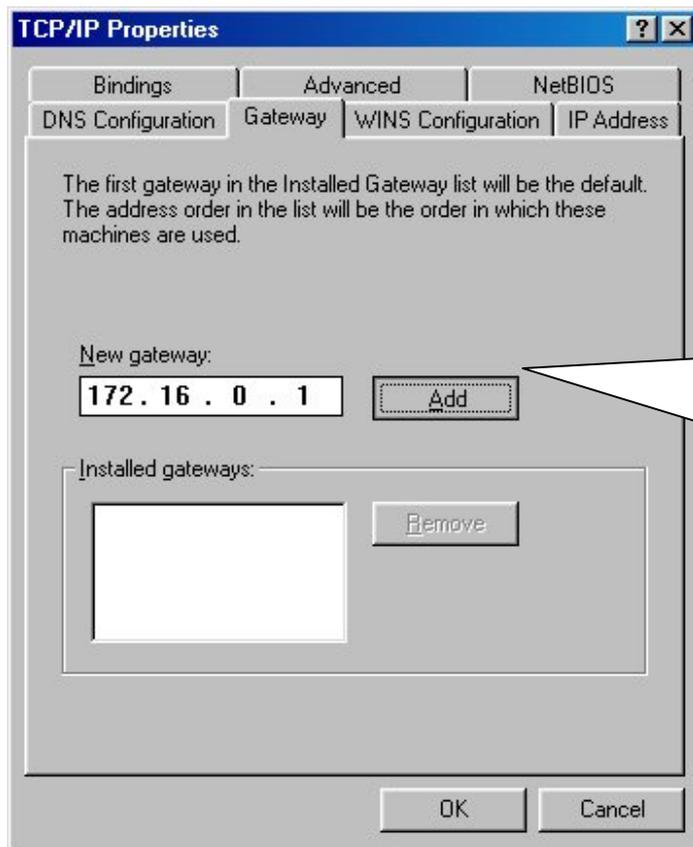 TCP/IP Properties
Bindings
Advanced
NetBIOS
DNS Configuration
Gateway
WINS Configuration
IP Address
The first gateway in the Installed Gateway list will be the default.
The address order in the list will be the order in which these
machines are used.
New gateway:
172 . 16 . 0 . 1
Add
Installed gateways:
Remove
OK
Cancel